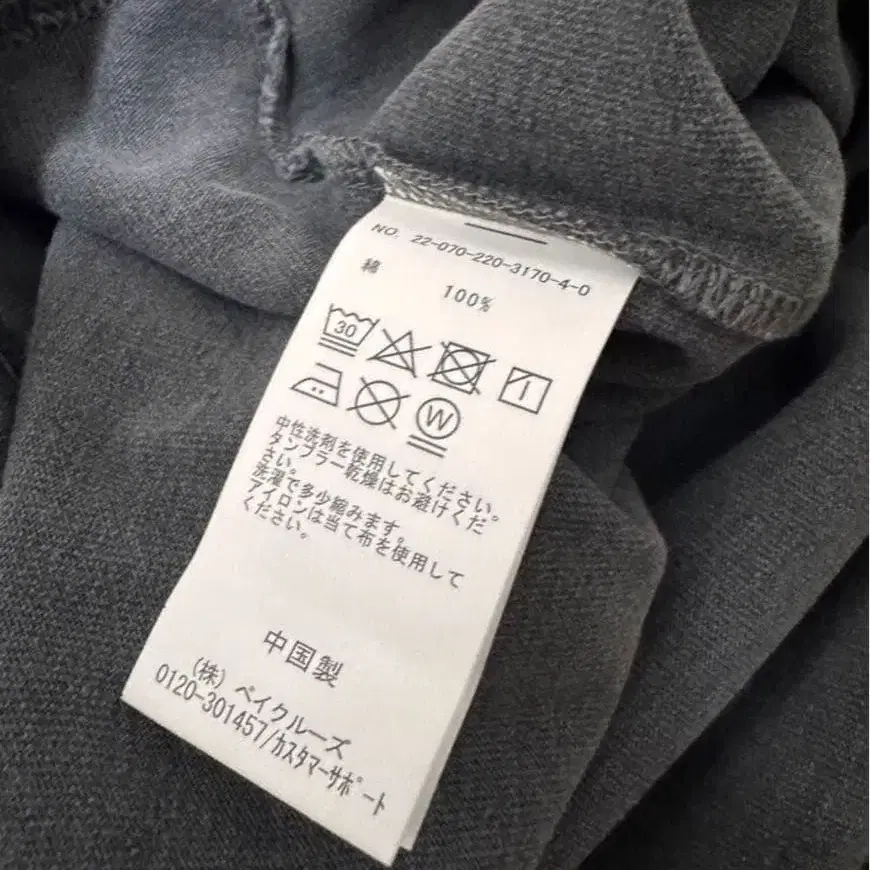 NO. 22-070-220-3170-4-0
綿
100%
30
W
中性洗剤を使用してください。
タンブラー乾燥はお避けくだ
さい。
洗濯で多少縮みます。
アイロンは当て布を使用して
ください。
中国製
(株) ベイクルーズ
0120-301457/カスタマーサポート